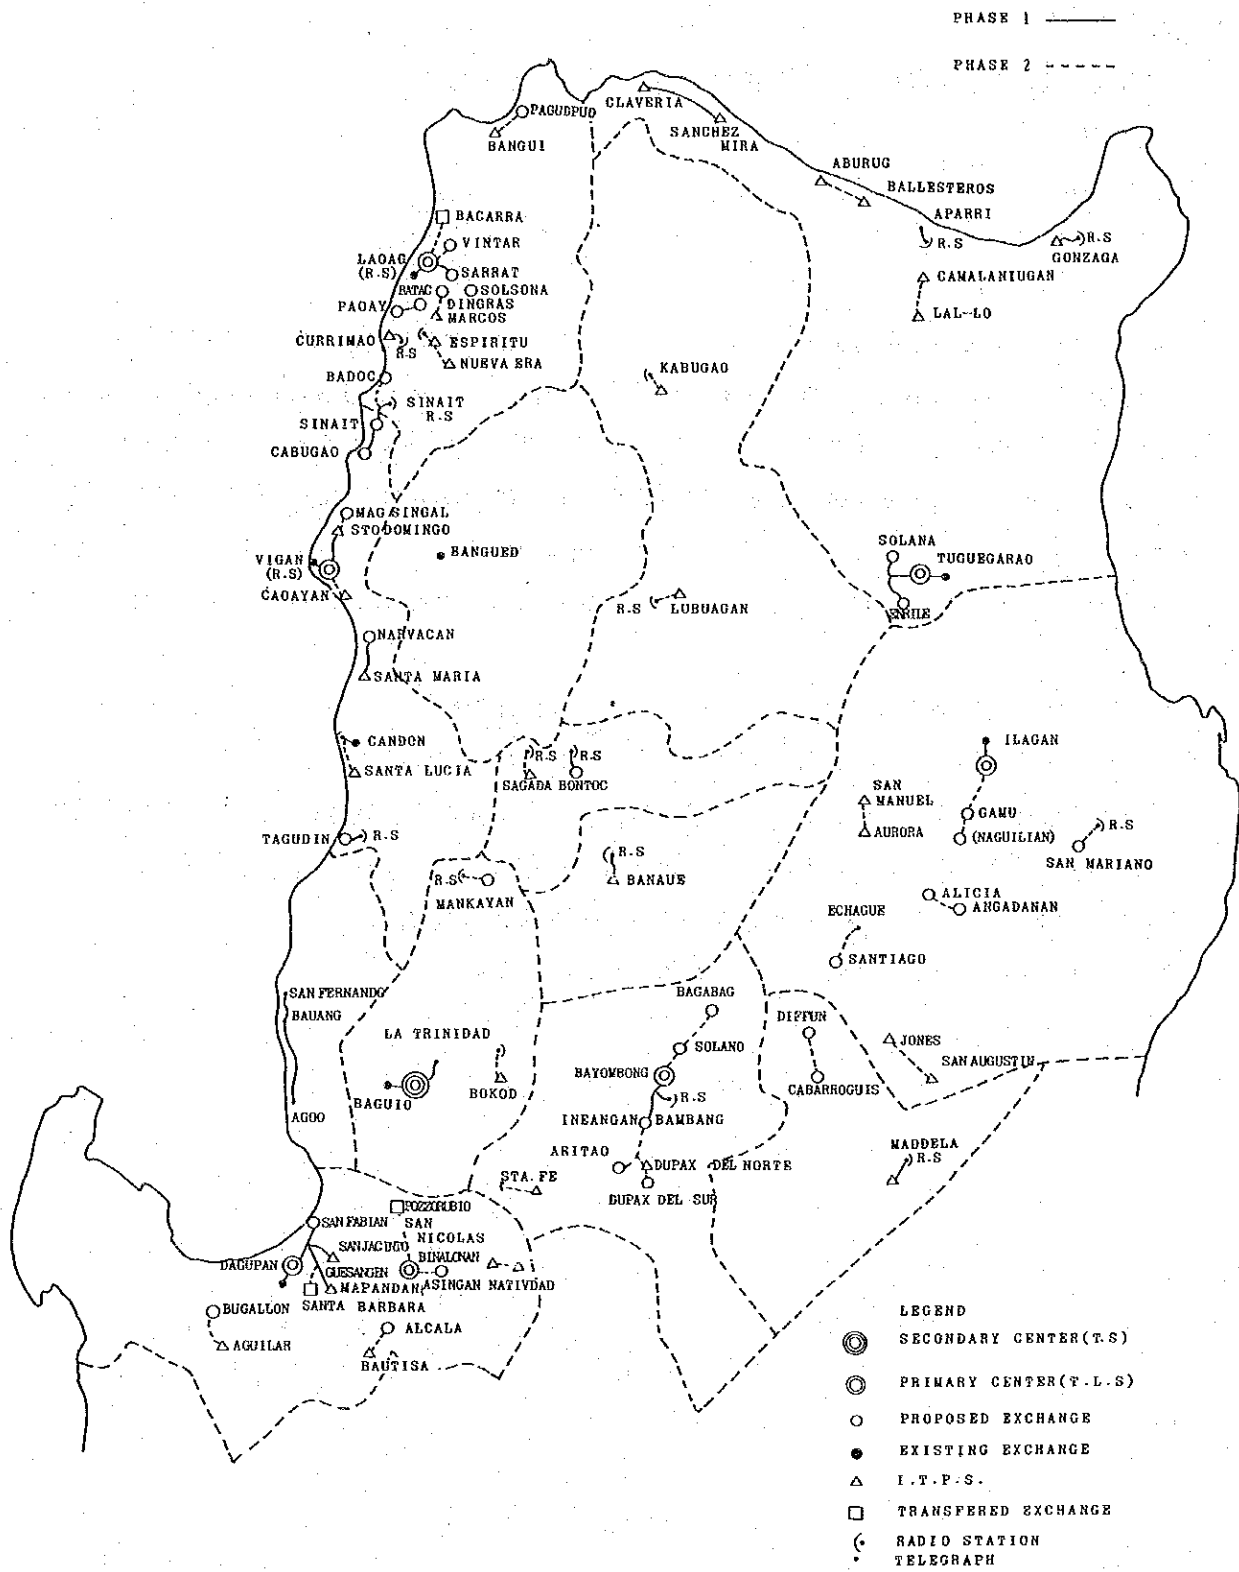 PHASE 1
PHASE 2
PAGUDPUD
CLAVERIA
BANGUI
SANCHEZ
MIRA
ABURUG
BALLESTEROS
BACARRA
APARRI
VINTAR
R.S
R.S
GONZAGA
LAOAG
(R.S)
SARRAT
CAMALANIUGAN
BATAC
SOLSONA
PAOAY
DINGRAS
MARCOS
LAL-LO
CURRIMAO
R.S
ESPIRITU
NUEVA ERA
BADOC
KABUGAO
SINAIT
R.S
SINAIT
CABUGAO
MAGSINGAL
STODOMINGO
VIGAN
(R.S)
BANGUED
SOLANA
TUGUEGARAO
CAOAYAN
R.S
LUBUAGAN
ENRILE
NARVACAN
SANTA MARIA
CANDON
ILAGAN
SANTA LUCIA
R.S
R.S
SAGADA BONTOC
SAN
MANUEL
GAMU
TAGUDIN
R.S
AURORA
(NAGUILIAN)
R.S
SAN MARIANO
R.S
MANKAYAN
R.S
BANAUE
ALICIA
ANGADANAN
ECHAGUE
SANTIAGO
SAN FERNANDO
BAUANG
BAGABAG
DIFFUN
LA TRINIDAD
SOLANO
JONES
SAN AUGUSTIN
BAYOMBONG
CABARROGUIS
BAGUIO
BOKOD
R.S
AGOO
INEANGAN
BAMBANG
ARITAO
DUPAX DEL NORTE
MADDELA
R.S
STA. FE
DUPAX DEL SUR
POZZORUBIO
SAN FABIAN
SAN
NICOLAS
SANJACINGO
DAGUPAN
GUESANGEN
BINALONAN
MAPANDAN
ASINGAN
NATIVDAD
BUGALLON
SANTA BARBARA
ALCALA
AGUILAR
BAUTISA
LEGEND
SECONDARY CENTER(T.S)
PRIMARY CENTER(T.L.S)
PROPOSED EXCHANGE
EXISTING EXCHANGE
I.T.P.S.
TRANSFERED EXCHANGE
RADIO STATION
TELEGRAPH